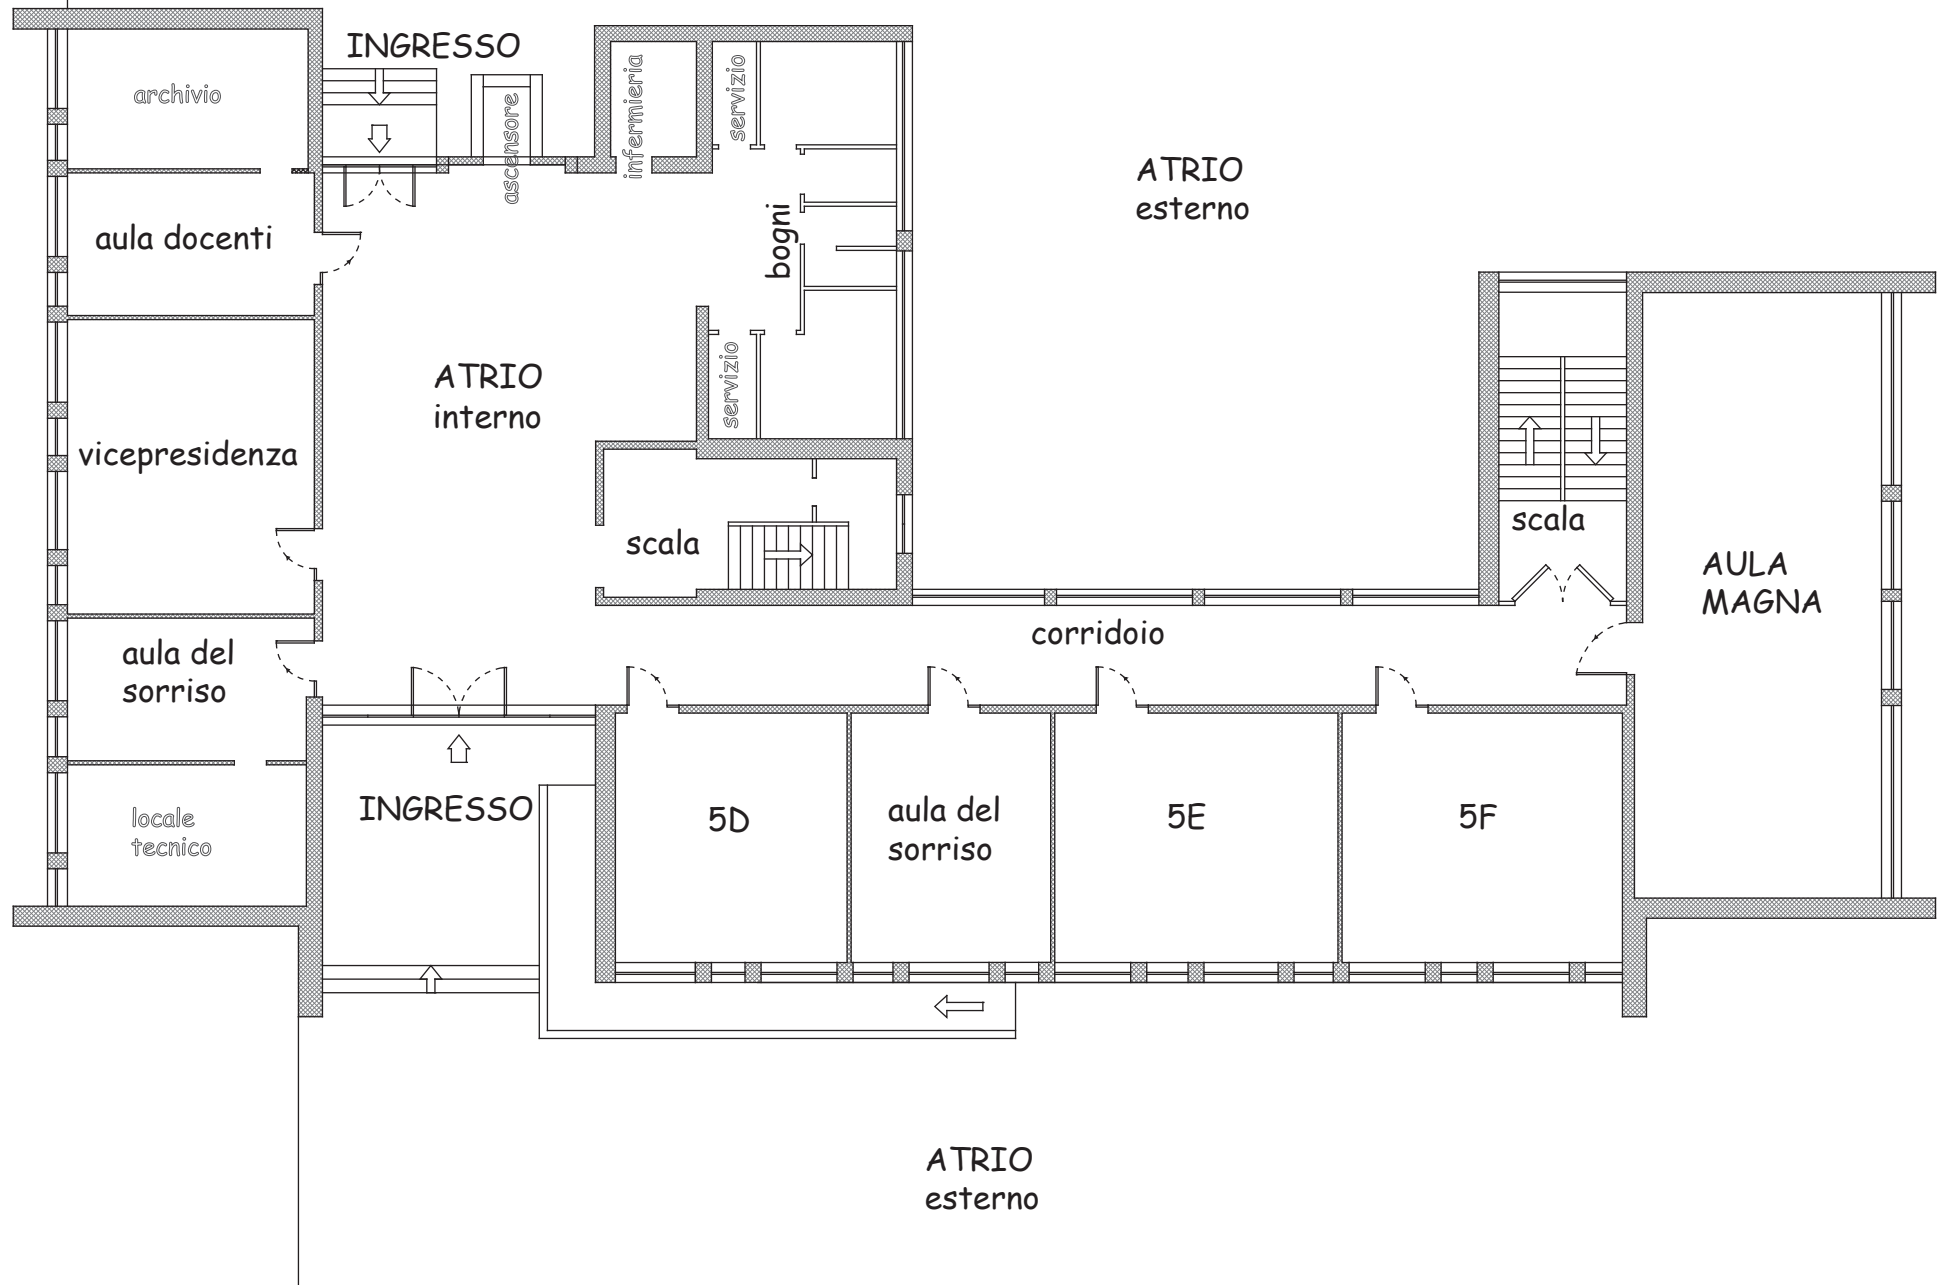 INGRESSO
archivio
ascensore
infermieria
servizio
ATRIO
esterno
aula docenti
bogni
ATRIO
interno
servizio
vicepresidenza
scala
scala
AULA
MAGNA
corridoio
aula del
sorriso
INGRESSO
5D
aula del
sorriso
5E
5F
locale
tecnico
ATRIO
esterno